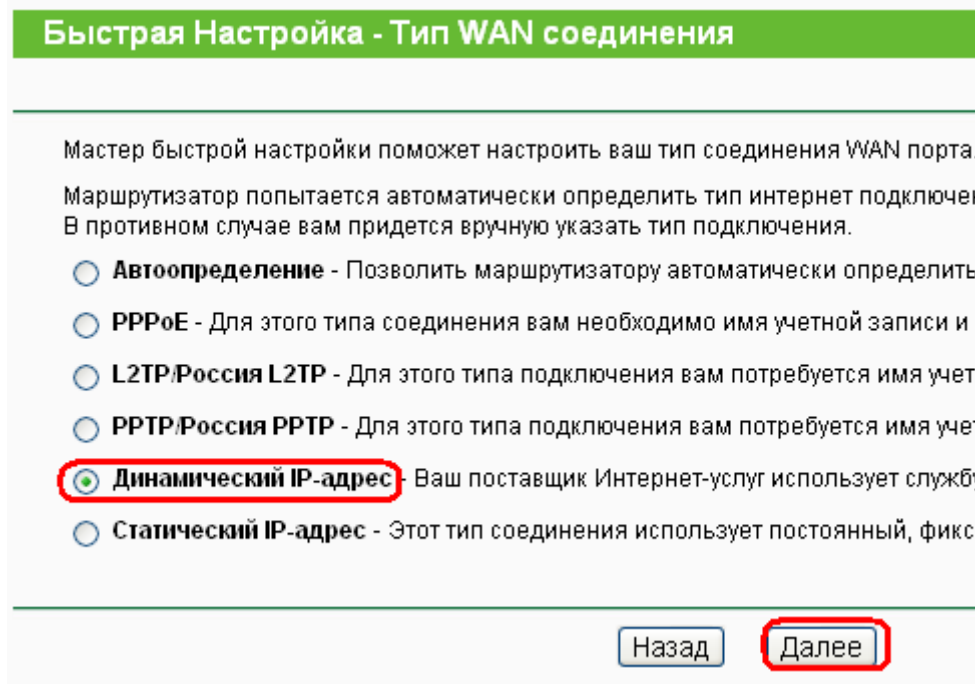 Быстрая Настройка - Тип WAN соединения
Мастер быстрой настройки поможет настроить ваш тип соединения WAN порта.
Маршрутизатор попытается автоматически определить тип интернет подключе
В противном случае вам придется вручную указать тип подключения.
Автоопределение - Позволить маршрутизатору автоматически определить
PPPoE - Для этого типа соединения вам необходимо имя учетной записи и
L2TP/Россия L2TP - Для этого типа подключения вам потребуется имя учет
PPTP/Россия PPTP - Для этого типа подключения вам потребуется имя уче
Динамический IP-адрес - Ваш поставщик Интернет-услуг использует служб
Статический IP-адрес - Этот тип соединения использует постоянный, фикс
Назад Далее